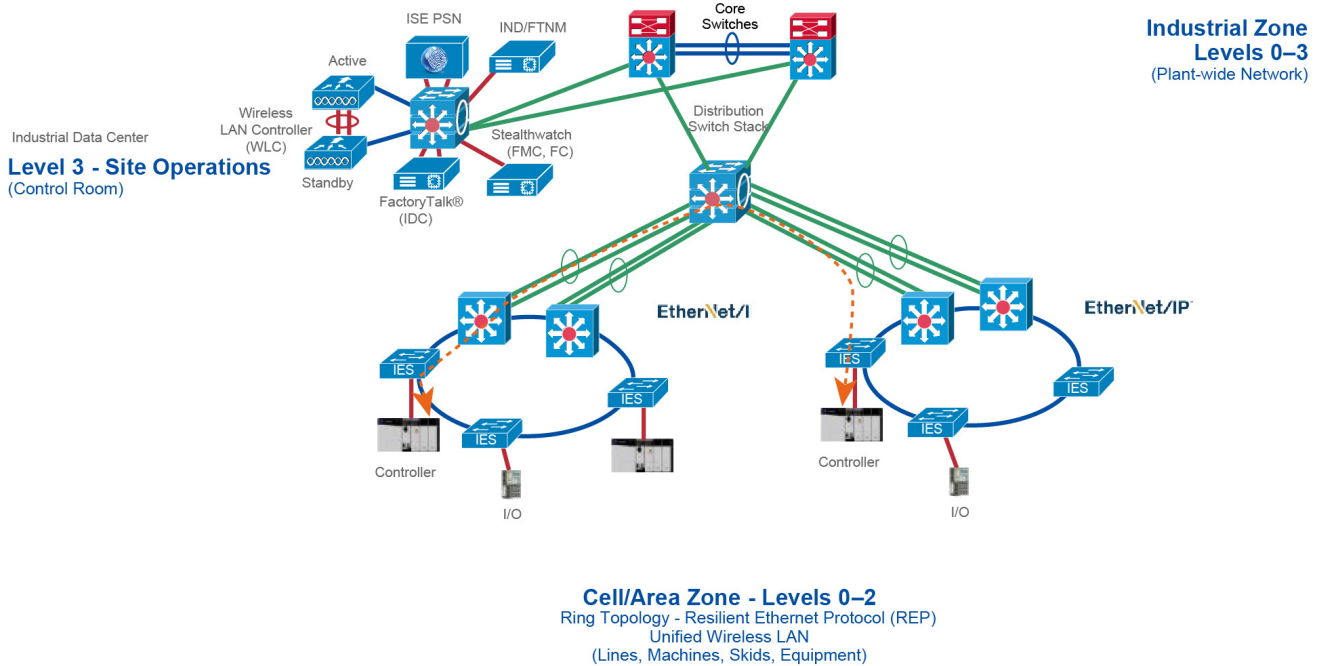 Core
Switches
Industrial Zone
Levels 0–3
(Plant-wide Network)
ISE PSN
IND/FTNM
Active
Wireless
LAN Controller
(WLC)
Standby
Stealthwatch
(FMC, FC)
FactoryTalk®
(IDC)
Industrial Data Center
Level 3 - Site Operations
(Control Room)
Distribution
Switch Stack
EtherNet/I
EtherNet/IP™
IES
IES
IES
Controller
I/O
IES
IES
IES
Controller
I/O
Cell/Area Zone - Levels 0–2
Ring Topology - Resilient Ethernet Protocol (REP)
Unified Wireless LAN
(Lines, Machines, Skids, Equipment)